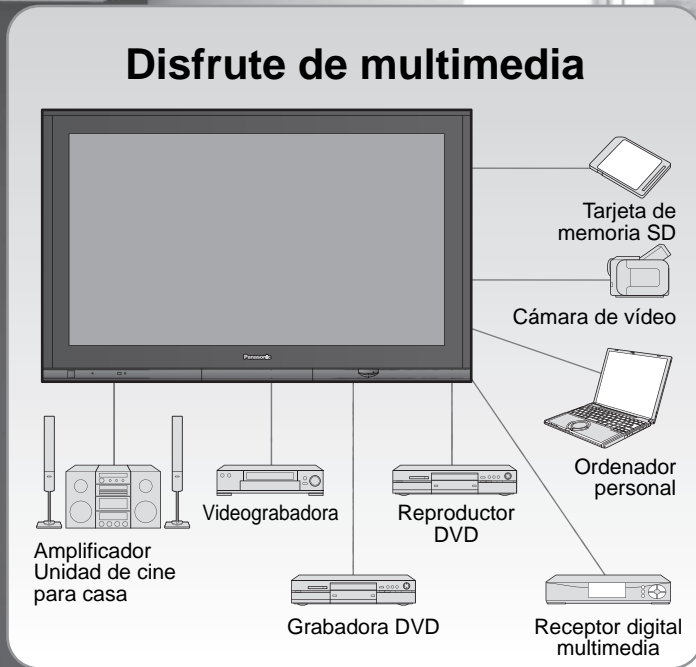 Disfrute de multimedia
Panasonic
Tarjeta de
memoria SD
Cámara de vídeo
Ordenador
personal
Amplificador
Unidad de cine
para casa
Videograbadora
Reproductor
DVD
Grabadora DVD
Receptor digital
multimedia